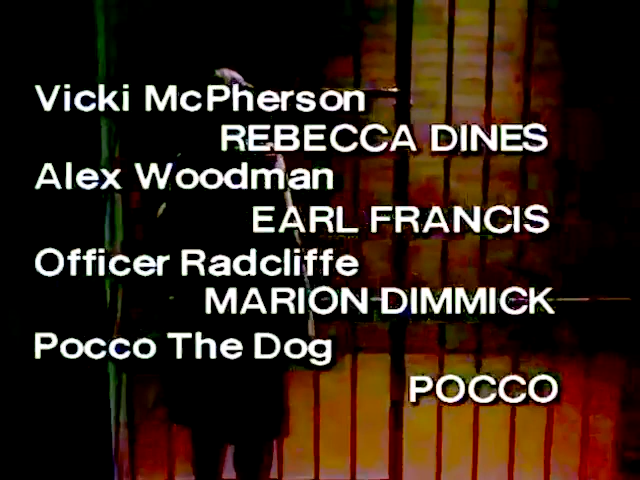 Vicki McPherson
REBECCA DINES
Alex Woodman
EARL FRANCIS
Officer Radcliffe
MARION DIMMICK
Pocco The Dog
POCCO